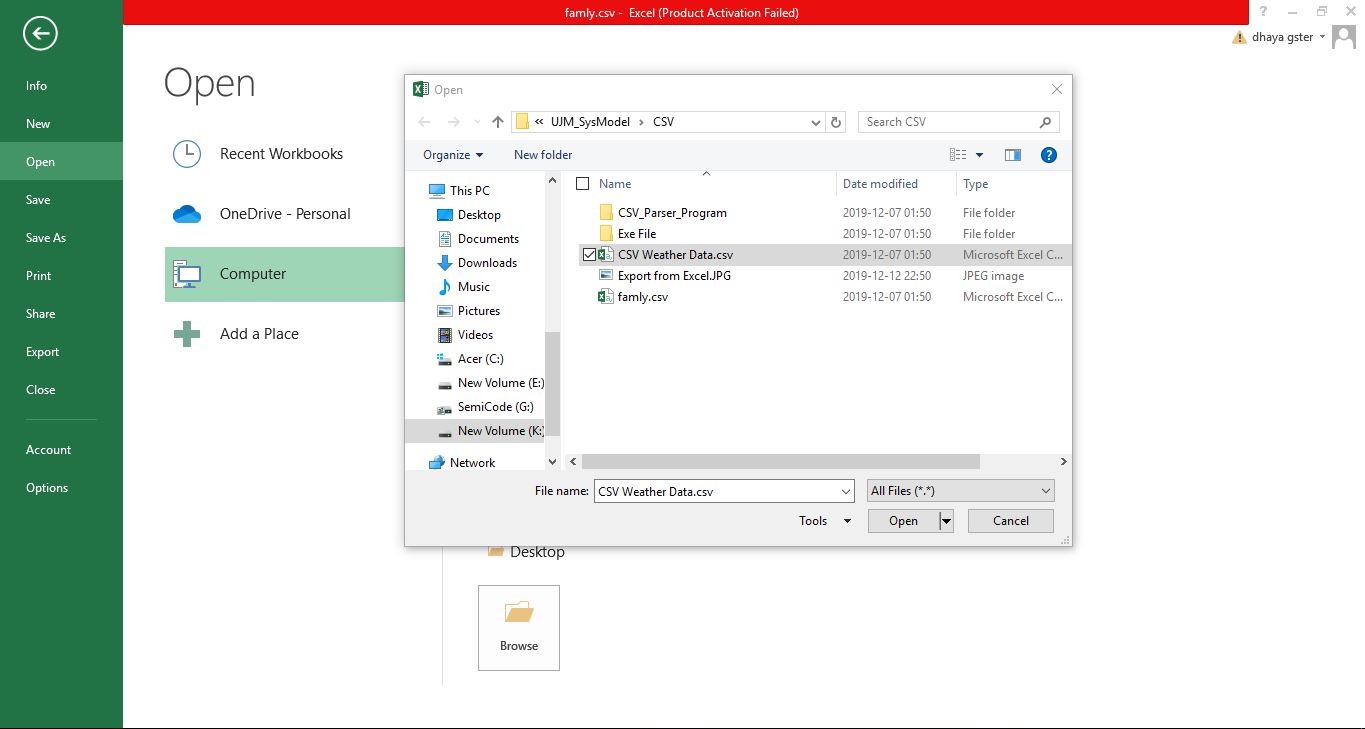 famly.csv - Excel (Product Activation Failed)
?
dhaya gster
Info
New
Open
Save
Save As
Print
Share
Export
Close
Account
Options
Open
Recent Workbooks
OneDrive - Personal
Computer
Add a Place
Open
« UJM_SysModel › CSV
Search CSV
Organize
New folder
?
This PC
Desktop
Documents
Downloads
Music
Pictures
Videos
Acer (C:)
New Volume (E:)
SemiCode (G:)
New Volume (K:)
Network
Name Date modified Type
CSV_Parser_Program 2019-12-07 01:50 File folder
Exe File 2019-12-07 01:50 File folder
CSV Weather Data.csv 2019-12-07 01:50 Microsoft Excel C...
Export from Excel.JPG 2019-12-12 22:50 JPEG image
famly.csv 2019-12-07 01:50 Microsoft Excel C...
File name: CSV Weather Data.csv
All Files (*.*)
Tools
Open
Cancel
Desktop
Browse